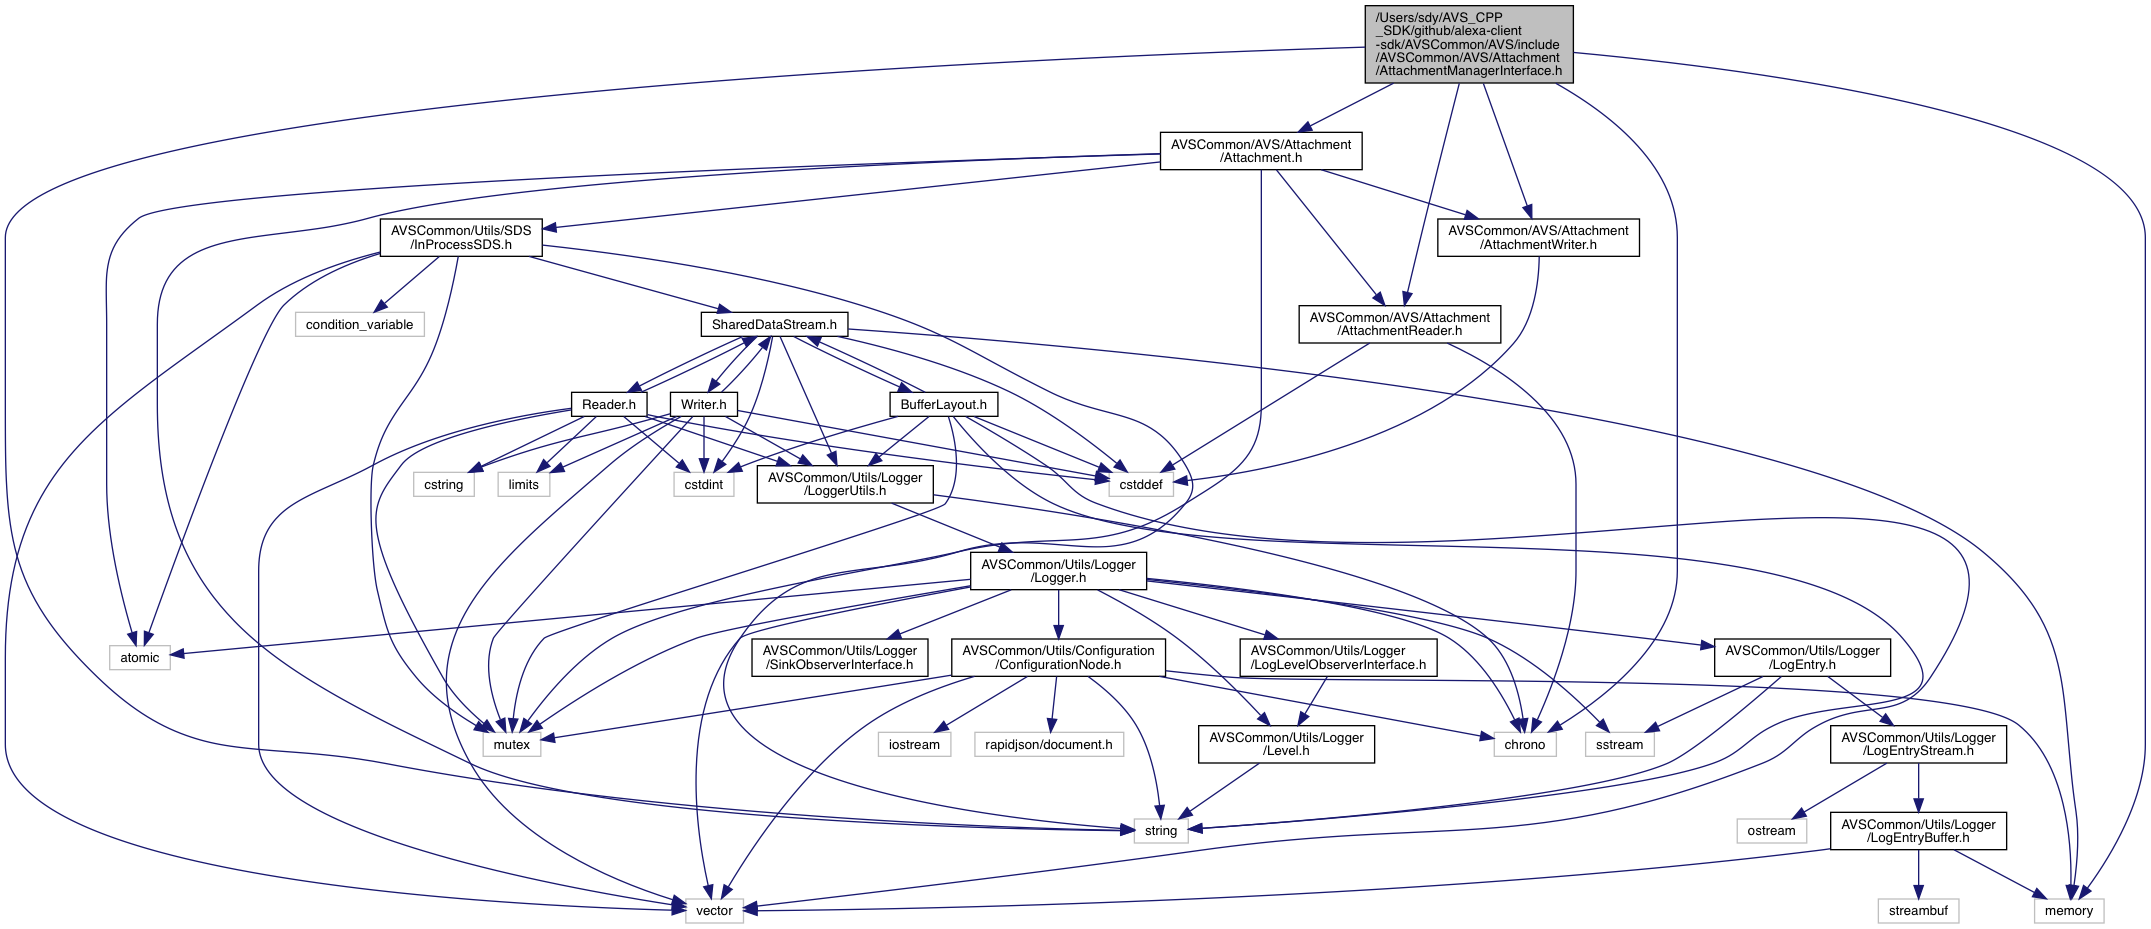 /Users/sdy/AVS_CPP
_SDK/github/alexa-client
-sdk/AVSCommon/AVS/include
/AVSCommon/AVS/Attachment
/AttachmentManagerInterface.h
AVSCommon/AVS/Attachment
/Attachment.h
AVSCommon/Utils/SDS
/InProcessSDS.h
AVSCommon/AVS/Attachment
/AttachmentWriter.h
condition_variable
SharedDataStream.h
AVSCommon/AVS/Attachment
/AttachmentReader.h
Reader.h
Writer.h
BufferLayout.h
cstring
limits
cstdint
AVSCommon/Utils/Logger
/LoggerUtils.h
cstddef
AVSCommon/Utils/Logger
/Logger.h
atomic
AVSCommon/Utils/Logger
/SinkObserverInterface.h
AVSCommon/Utils/Configuration
/ConfigurationNode.h
AVSCommon/Utils/Logger
/LogLevelObserverInterface.h
AVSCommon/Utils/Logger
/LogEntry.h
mutex
iostream
rapidjson/document.h
AVSCommon/Utils/Logger
/Level.h
chrono
sstream
AVSCommon/Utils/Logger
/LogEntryStream.h
string
ostream
AVSCommon/Utils/Logger
/LogEntryBuffer.h
vector
streambuf
memory